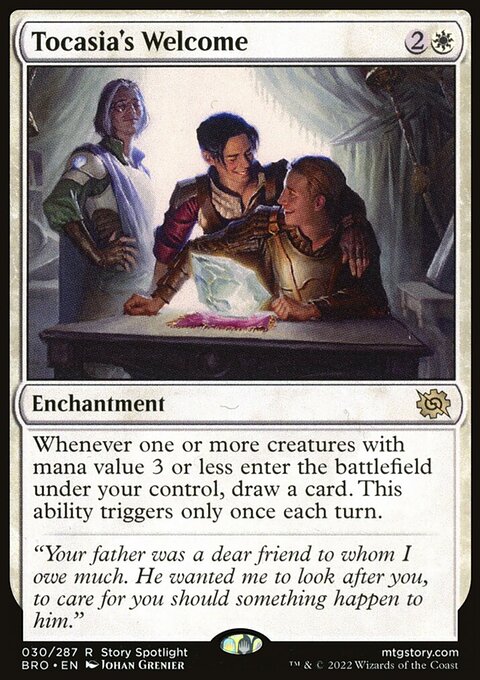 Tocasia's Welcome 2
Enchantment
Whenever one or more creatures with
mana value 3 or less enter the battlefield
under your control, draw a card. This
ability triggers only once each turn.
“Your father was a dear friend to whom I
owe much. He wanted me to look after you,
to care for you should something happen to
him.”
030/287 R Story Spotlight mtgstory.com
BRO • EN Johan Grenier ™ & © 2022 Wizards of the Coast